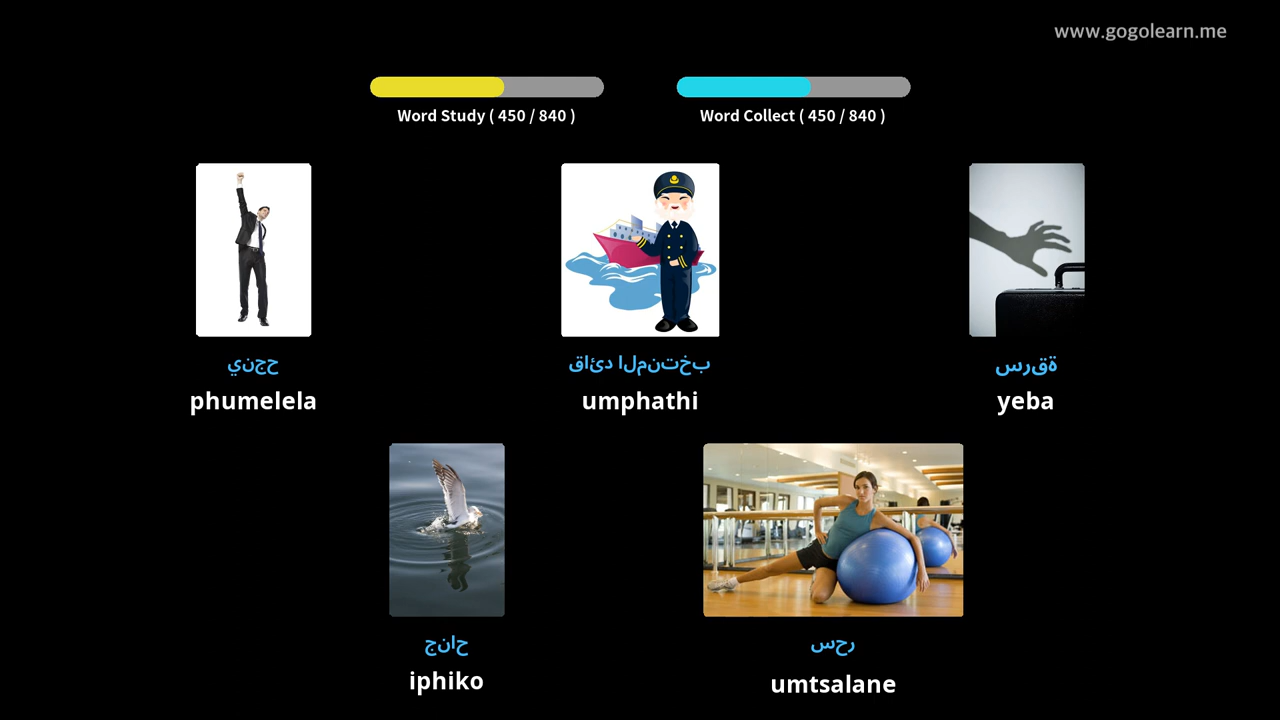 www.gogolearn.me
Word Study ( 450 / 840 )
Word Collect ( 450 / 840 )
ينجح
phumelela
قائد المنتخب
umphathi
سرقة
yeba
جناح
iphiko
سحر
umtsalane